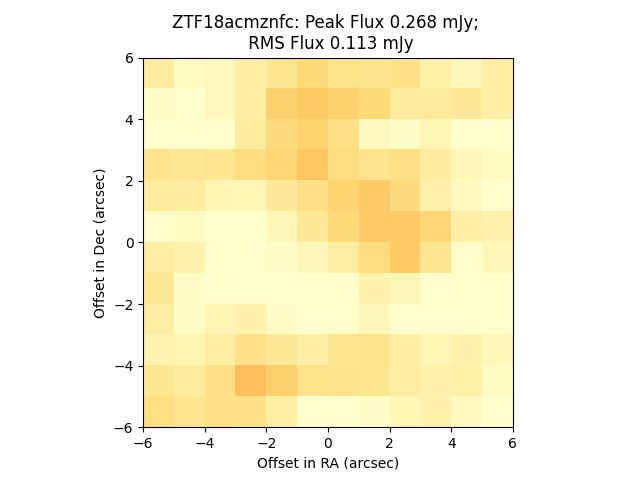 ZTF18acmznfc: Peak Flux 0.268 mJy;
RMS Flux 0.113 mJy
6
4
2
0
−2
−4
−6
Offset in Dec (arcsec)
−6 −4 −2 0 2 4 6
Offset in RA (arcsec)